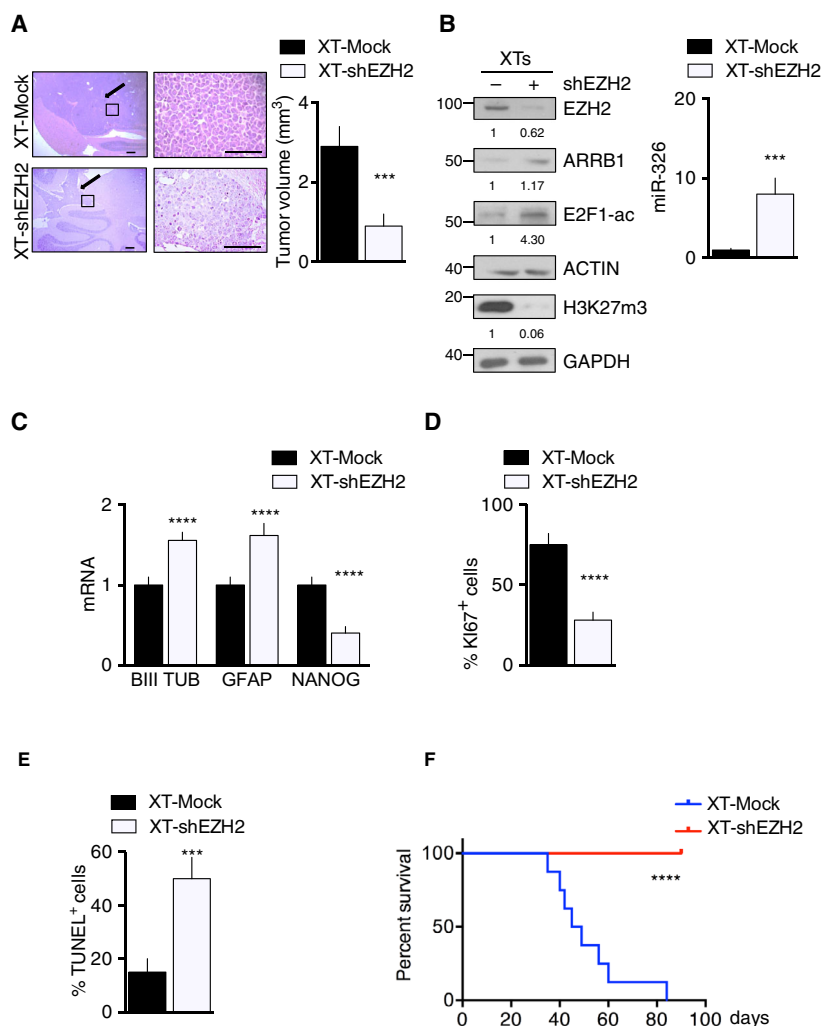 A
XT-Mock
XT-shEZH2
XT-Mock
XT-shEZH2
Tumor volume (mm3)
4
2
0
***
B
XTs
– + shEZH2
100 EZH2
1 0.62
50 ARRB1
1 1.17
50 E2F1-ac
1 4.30
40 ACTIN
20 H3K27m3
1 0.06
40 GAPDH
XT-Mock
XT-shEZH2
miR-326
20
10
0
***
C
XT-Mock
XT-shEZH2
mRNA
2
1
0
**** **** ****
BIII TUB GFAP NANOG
D
XT-Mock
XT-shEZH2
% KI67+ cells
100
50
0
****
E
XT-Mock
XT-shEZH2
% TUNEL+ cells
60
40
20
0
***
F
XT-Mock
XT-shEZH2
Percent survival
100
50
0
****
0 20 40 60 80 100 days